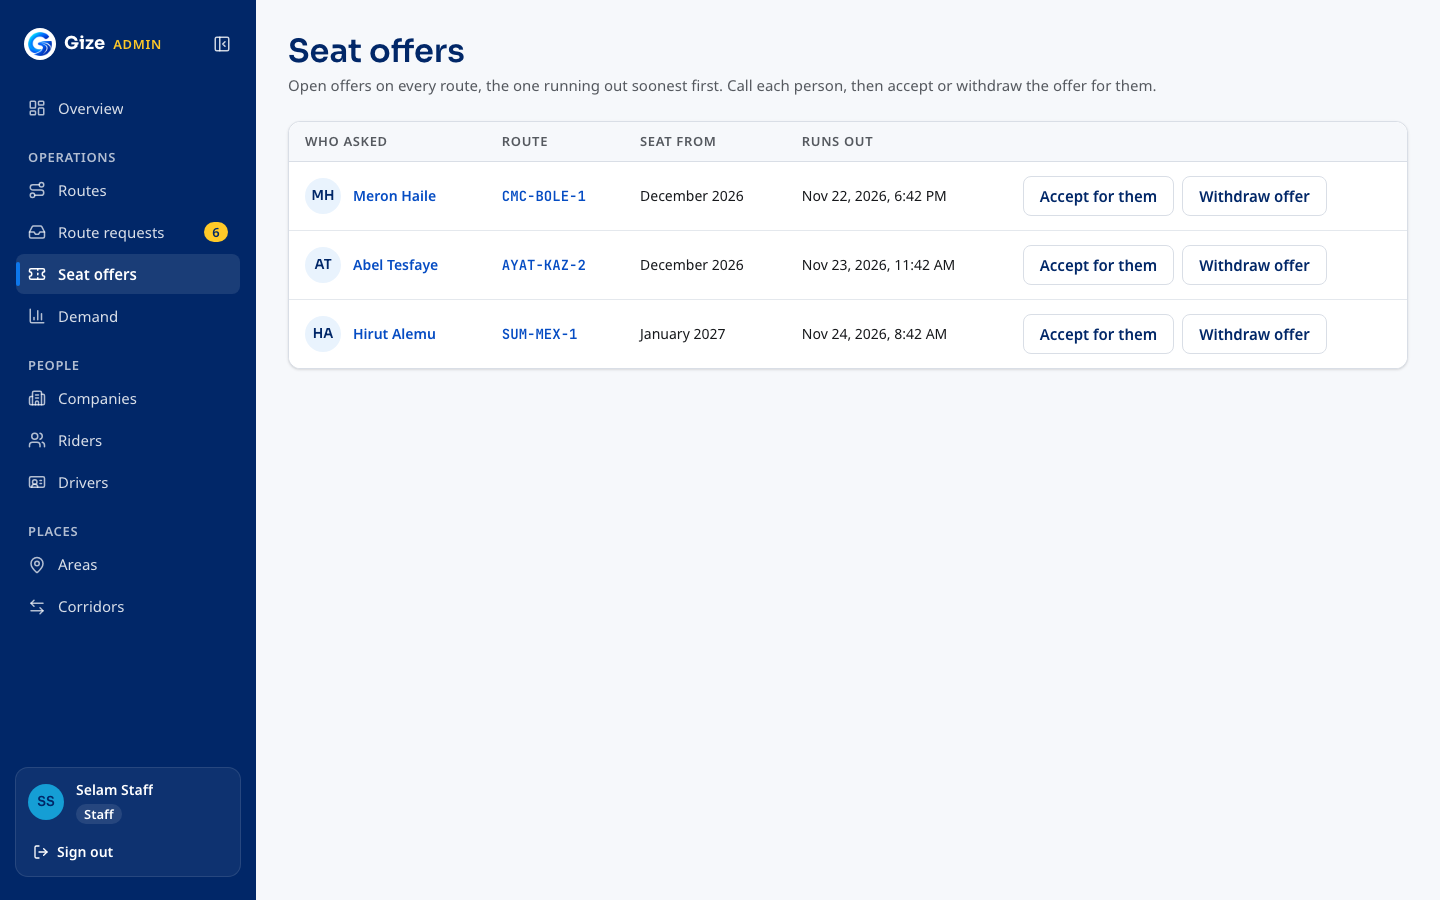 Gize ADMIN
Overview
OPERATIONS
Routes
Route requests 6
Seat offers
Demand
PEOPLE
Companies
Riders
Drivers
PLACES
Areas
Corridors
SS Selam Staff
Staff
Sign out
Seat offers
Open offers on every route, the one running out soonest first. Call each person, then accept or withdraw the offer for them.
WHO ASKED ROUTE SEAT FROM RUNS OUT
MH Meron Haile CMC-BOLE-1 December 2026 Nov 22, 2026, 6:42 PM Accept for them Withdraw offer
AT Abel Tesfaye AYAT-KAZ-2 December 2026 Nov 23, 2026, 11:42 AM Accept for them Withdraw offer
HA Hirut Alemu SUM-MEX-1 January 2027 Nov 24, 2026, 8:42 AM Accept for them Withdraw offer